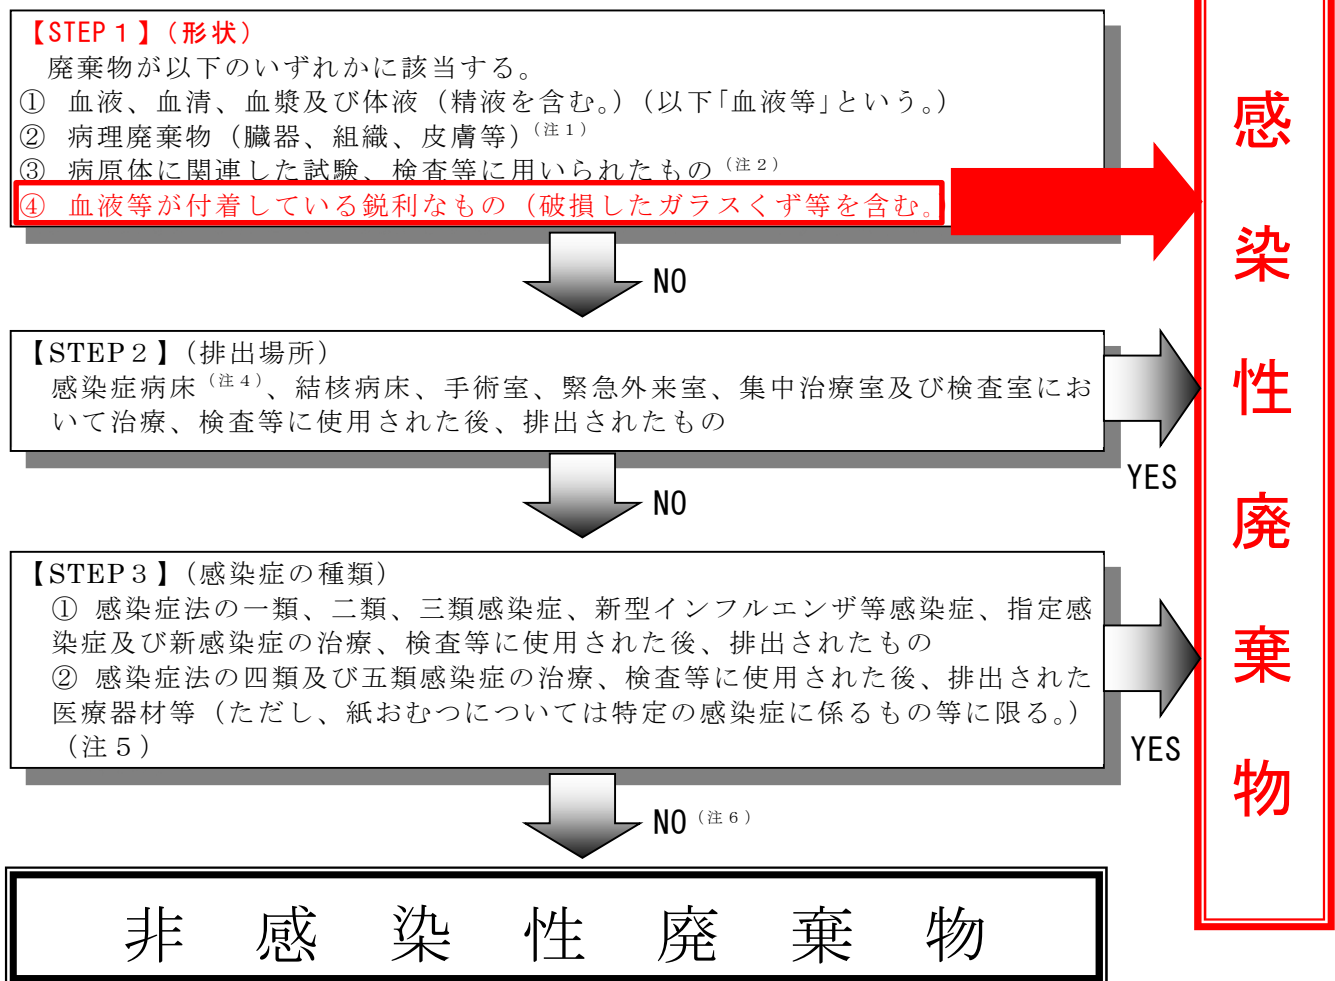 【STEP１】（形状）
廃棄物が以下のいずれかに該当する。
① 血液、血清、血漿及び体液（精液を含む。）（以下「血液等」という。）
② 病理廃棄物（臓器、組織、皮膚等）（注１）
③ 病原体に関連した試験、検査等に用いられたもの（注２）
④ 血液等が付着している鋭利なもの（破損したガラスくず等を含む。
NO
【STEP２】（排出場所）
感染症病床（注４）、結核病床、手術室、緊急外来室、集中治療室及び検査室にお
いて治療、検査等に使用された後、排出されたもの
YES
NO
【STEP３】（感染症の種類）
① 感染症法の一類、二類、三類感染症、新型インフルエンザ等感染症、指定感
染症及び新感染症の治療、検査等に使用された後、排出されたもの
② 感染症法の四類及び五類感染症の治療、検査等に使用された後、排出された
医療器材等（ただし、紙おむつについては特定の感染症に係るもの等に限る。）
（注５）
YES
NO（注６）
非感染性廃棄物
感染性廃棄物